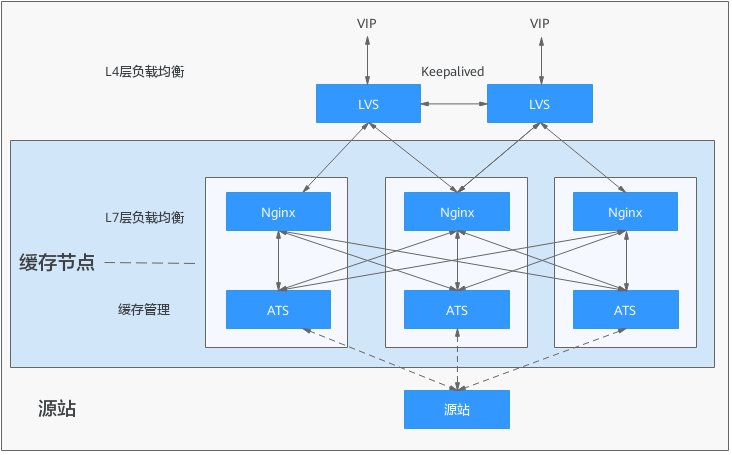 VIP
VIP
L4层负载均衡
Keepalived
LVS
LVS
L7层负载均衡
Nginx
Nginx
Nginx
缓存节点
缓存管理
ATS
ATS
ATS
源站
源站